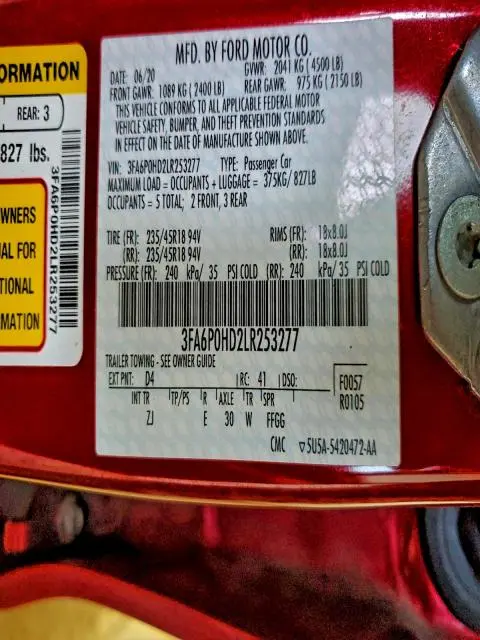 ORMATION
REAR: 3
827 lbs.
3FA6P0HD2LR253277
WNERS
AL FOR
TIONAL
MATION
MFD. BY FORD MOTOR CO.
DATE: 06/20 GVWR: 2041 KG (4500 LB)
FRONT GAWR: 1089 KG (2400 LB) REAR GAWR: 975 KG (2150 LB)
THIS VEHICLE CONFORMS TO ALL APPLICABLE FEDERAL MOTOR
VEHICLE SAFETY, BUMPER, AND THEFT PREVENTION STANDARDS
IN EFFECT ON THE DATE OF MANUFACTURE SHOWN ABOVE.
VIN: 3FA6P0HD2LR253277 TYPE: Passenger Car
MAXIMUM LOAD = OCCUPANTS + LUGGAGE = 375KG/ 827LB
OCCUPANTS = 5 TOTAL; 2 FRONT, 3 REAR
TIRE (FR): 235/45R18 94V RIMS (FR): 18x8.0J
(RR): 235/45R18 94V (RR): 18x8.0J
PRESSURE (FR): 240 kPa/ 35 PSI COLD (RR): 240 kPa/ 35 PSI COLD
3FA6P0HD2LR253277
TRAILER TOWING - SEE OWNER GUIDE
EXT PNT: D4 RC: 41 DSO: F0057
INT TR TP/PS R AXLE TR SPR R0105
ZJ E 30 W FFGG
CMC 5U5A-5420472-AA